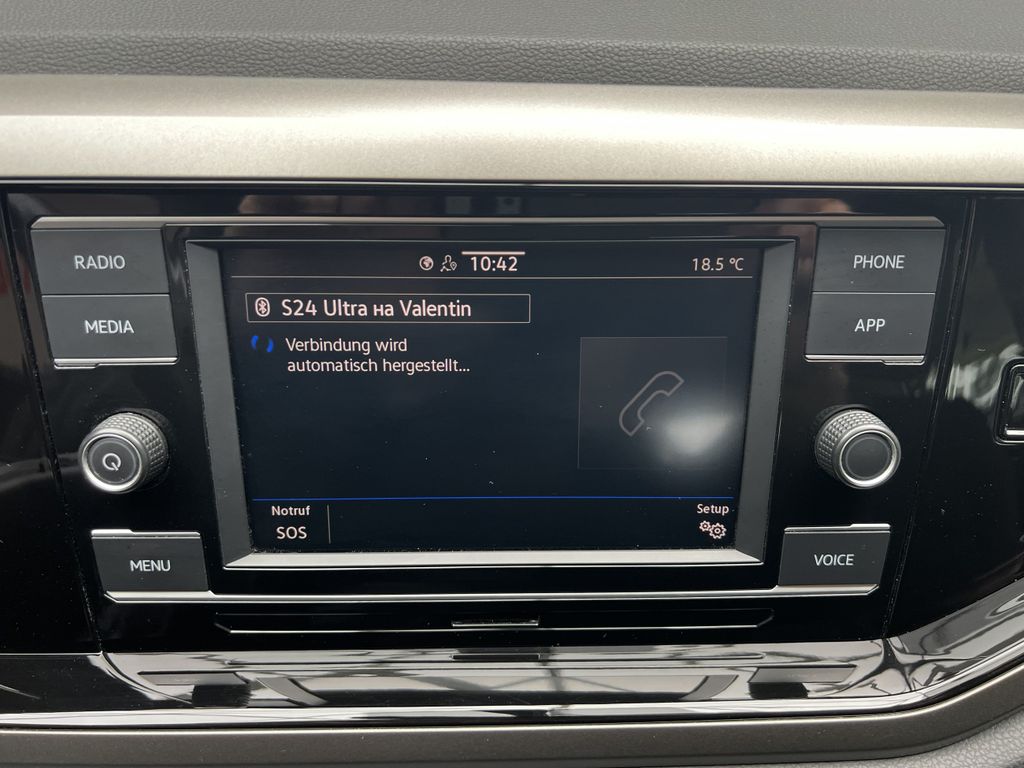 RADIO
MEDIA
MENU
10:42
18.5 °C
S24 Ultra на Valentin
Verbindung wird
automatisch hergestellt...
Notruf
SOS
Setup
PHONE
APP
VOICE